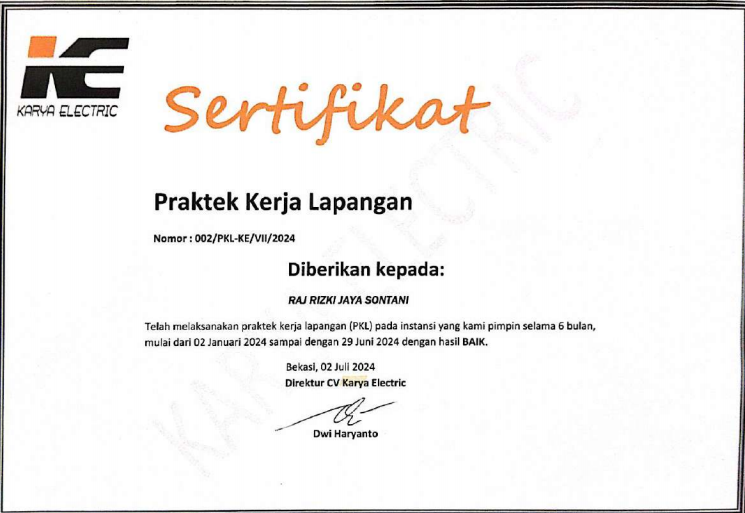 KARYA ELECTRIC
Sertifikat
Praktek Kerja Lapangan
Nomor : 002/PKL-KE/VII/2024
Diberikan kepada:
RAJ RIZKI JAYA SONTANI
Telah melaksanakan praktek kerja lapangan (PKL) pada instansi yang kami pimpin selama 6 bulan,
mulai dari 02 Januari 2024 sampai dengan 29 Juni 2024 dengan hasil BAIK.
Bekasi, 02 Juli 2024
Direktur CV Karya Electric
Dwi Haryanto
KARYA ELECTRIC